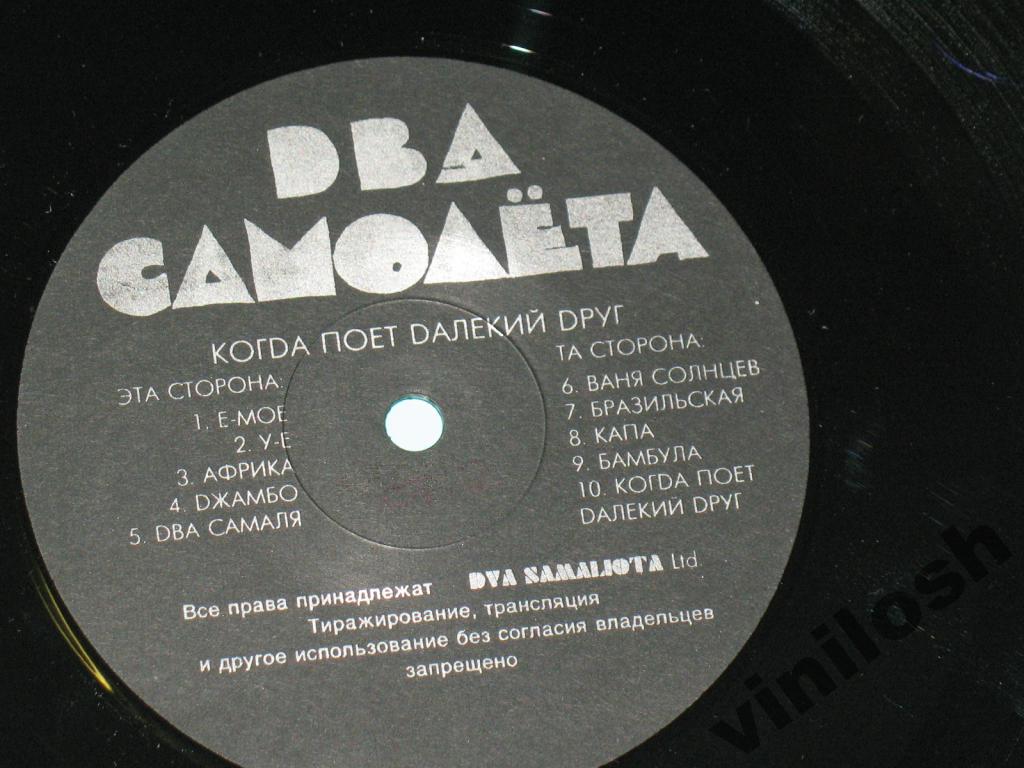 DВА
САМОЛЁТА
КОГDА ПОЕТ DАЛЕКИЙ DРУГ
ЭТА СТОРОНА:
1. Е-МОЕ
2. У-Е
3. АФРИКА
4. DЖАМБО
5. DВА САМАЛЯ
ТА СТОРОНА:
6. ВАНЯ СОЛНЦЕВ
7. БРАЗИЛЬСКАЯ
8. КАПА
9. БАМБУЛА
10. КОГDА ПОЕТ
DАЛЕКИЙ DРУГ
Все права принадлежат DVA SAMALIOTA Ltd.
Тиражирование, трансляция
и другое использование без согласия владельцев
запрещено
vinilosh